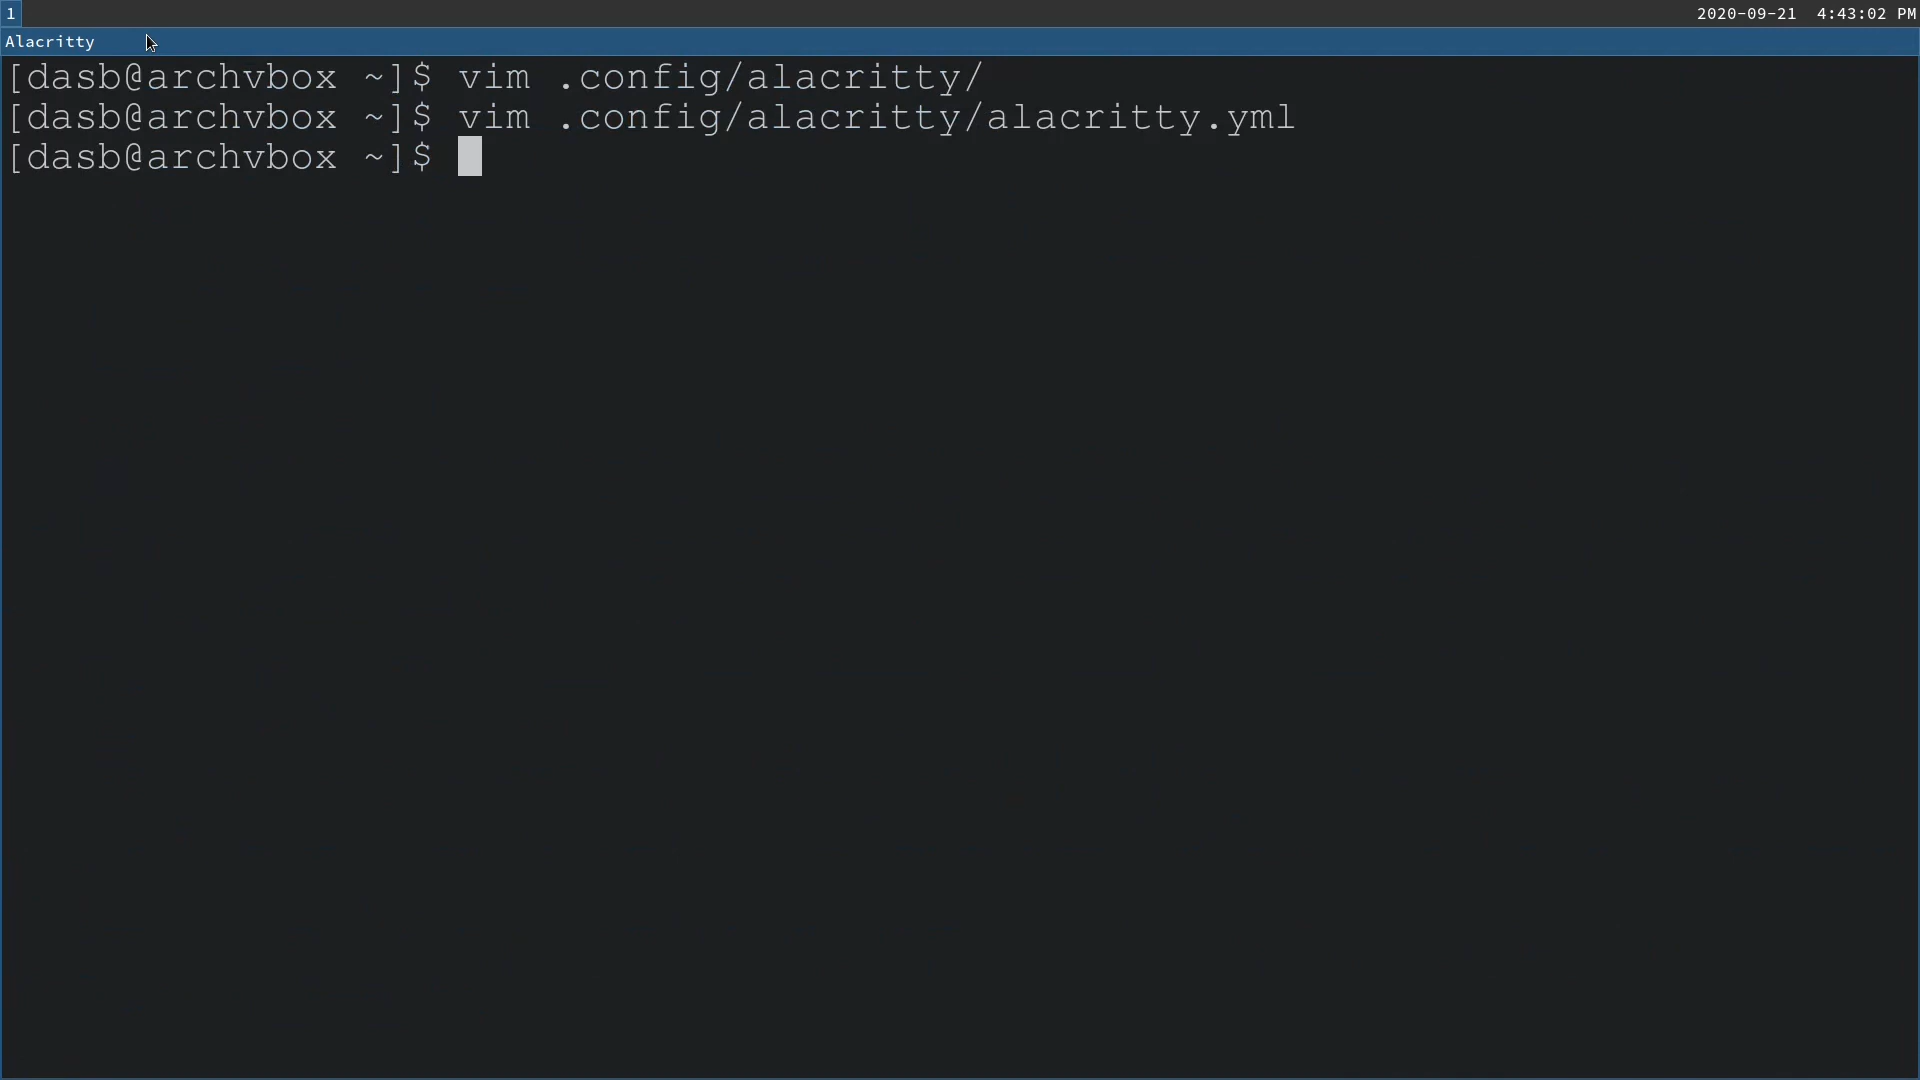 1 2020-09-21 4:43:02 PM
Alacritty
[dasb@archvbox ~]$ vim .config/alacritty/
[dasb@archvbox ~]$ vim .config/alacritty/alacritty.yml
[dasb@archvbox ~]$